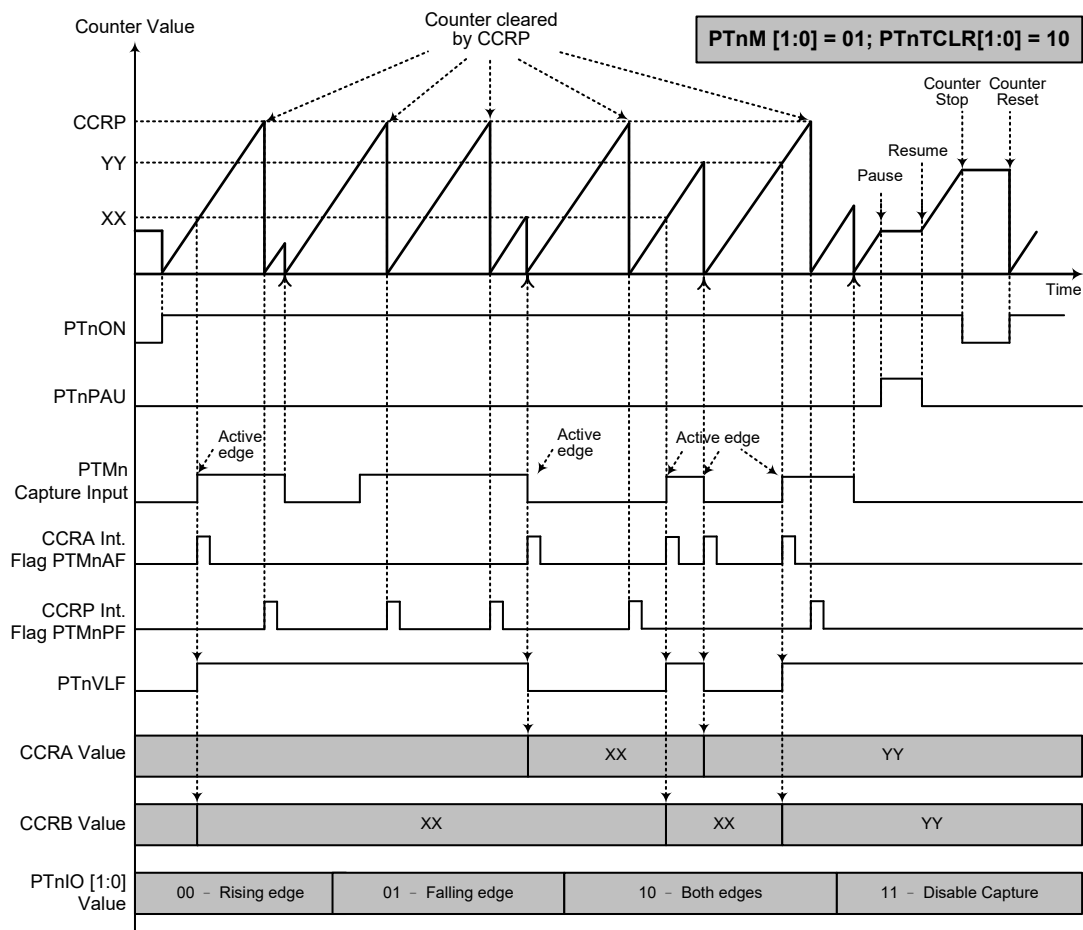 Counter Value
Counter cleared
by CCRP
PTnM [1:0] = 01; PTnTCLR[1:0] = 10
Counter
Stop
Counter
Reset
CCRP
YY
XX
Pause
Resume
Time
PTnON
PTnPAU
Active
edge
Active
edge
Active edge
PTMn
Capture Input
CCRA Int.
Flag PTMnAF
CCRP Int.
Flag PTMnPF
PTnVLF
CCRA Value
XX
YY
CCRB Value
XX
XX
YY
PTnIO [1:0]
Value
00 – Rising edge
01 – Falling edge
10 – Both edges
11 – Disable Capture